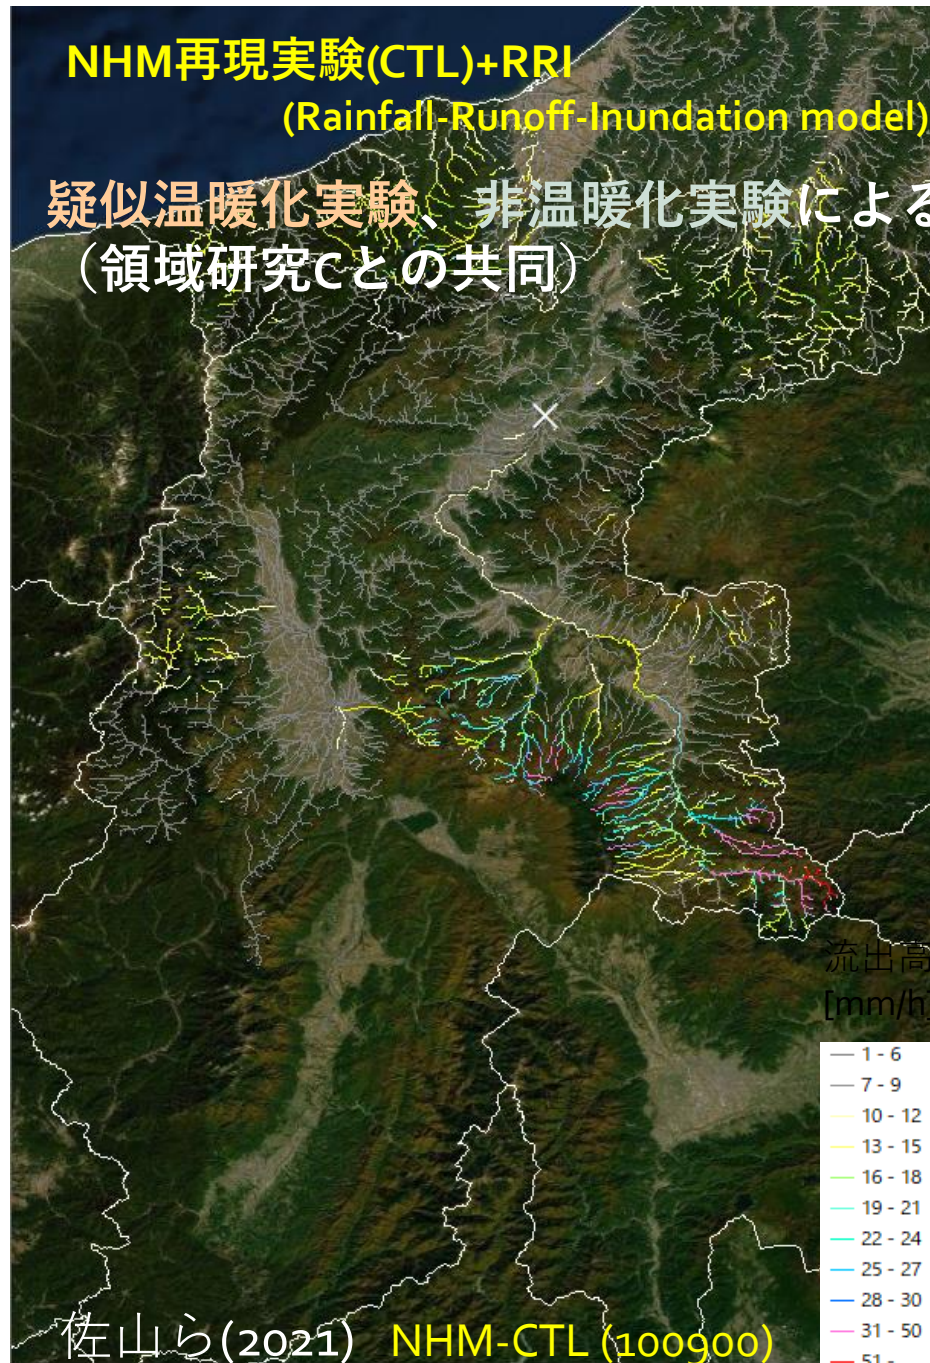 NHM再現実験(CTL)+RRI
(Rainfall-Runoff-Inundation model)
疑似温暖化実験、非温暖化実験による
（領域研究Cとの共同）
流出高
[mm/h]
1 - 6
7 - 9
10 - 12
13 - 15
16 - 18
19 - 21
22 - 24
25 - 27
28 - 30
31 - 50
51 -
佐山ら(2021) NHM-CTL (100900)